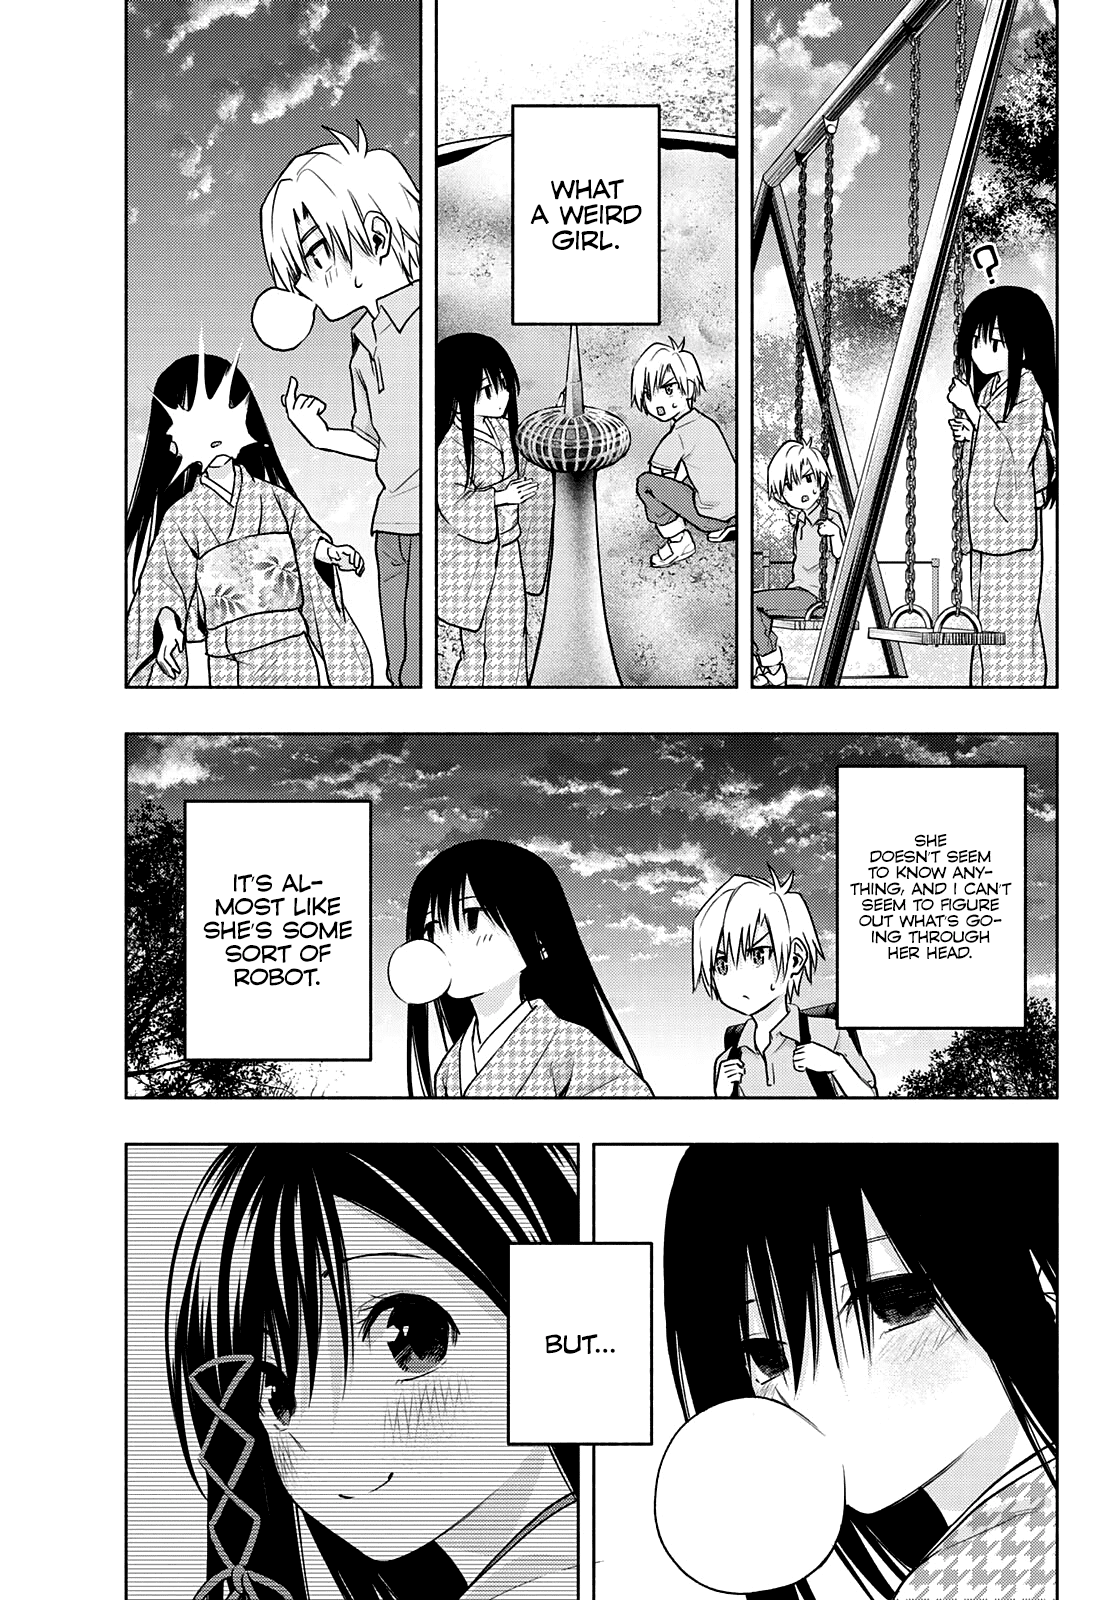 ?
WHAT
A WEIRD
GIRL.
SHE
DOESN'T SEEM
TO KNOW ANY-
THING, AND I CAN'T
SEEM TO FIGURE
OUT WHAT'S GO-
ING THROUGH
HER HEAD.
IT'S AL-
MOST LIKE
SHE'S SOME
SORT OF
ROBOT.
BUT...